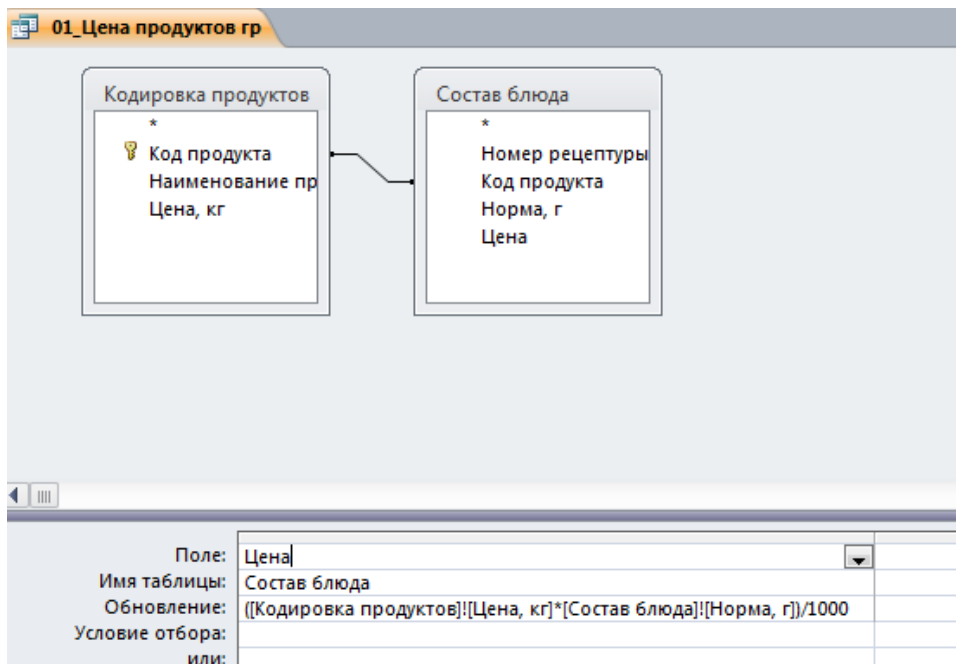 01_Цена продуктов гр
Кодировка продуктов
*
Код продукта
Наименование пр
Цена, кг
Состав блюда
*
Номер рецептуры
Код продукта
Норма, г
Цена
Поле: Цена
Имя таблицы: Состав блюда
Обновление: ([Кодировка продуктов]![Цена, кг]*[Состав блюда]![Норма, г])/1000
Условие отбора:
или: